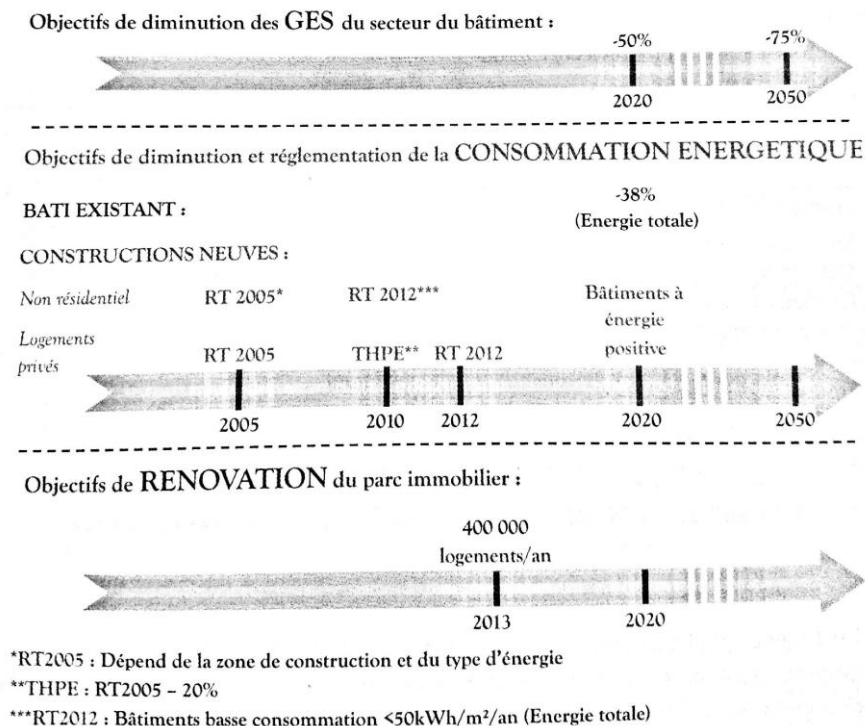 Objectifs de diminution des GES du secteur du bâtiment :
-50% -75%
2020 2050
Objectifs de diminution et réglementation de la CONSOMMATION ENERGETIQUE
-38%
BATI EXISTANT : (Energie totale)
CONSTRUCTIONS NEUVES :
Non résidentiel RT 2005* RT 2012*** Bâtiments à
énergie
Logements
privés RT 2005 THPE** RT 2012 positive
2005 2010 2012 2020 2050
Objectifs de RENOVATION du parc immobilier :
400 000
logements/an
2013 2020
*RT2005 : Dépend de la zone de construction et du type d'énergie
**THPE : RT2005 – 20%
***RT2012 : Bâtiments basse consommation <50kWh/m²/an (Energie totale)